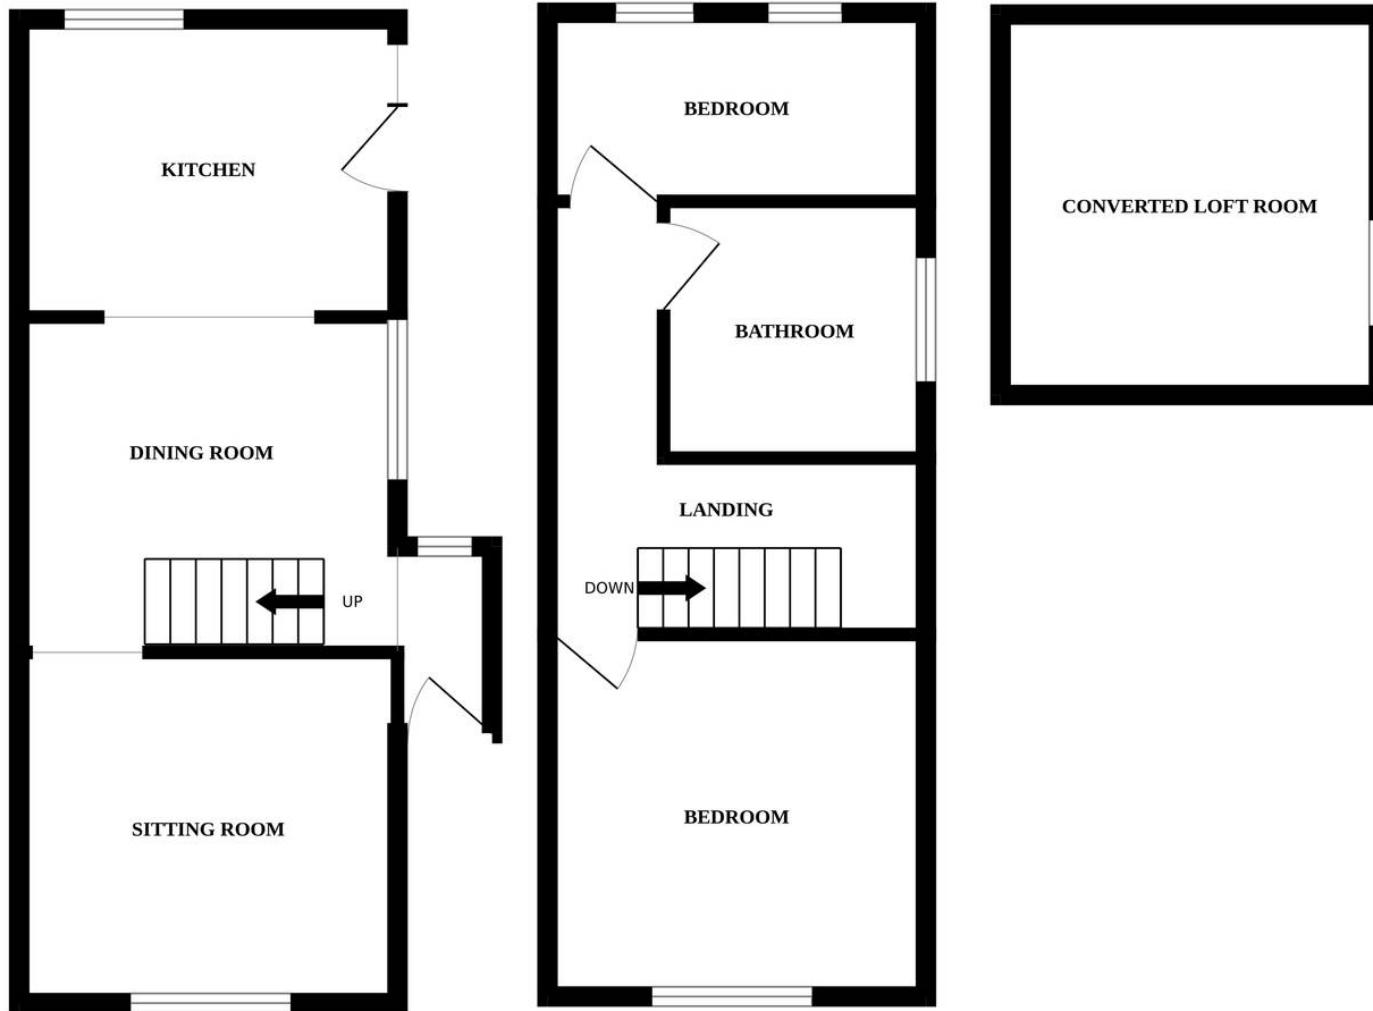 KITCHEN
DINING ROOM
UP
SITTING ROOM
BEDROOM
BATHROOM
LANDING
DOWN
BEDROOM
CONVERTED LOFT ROOM